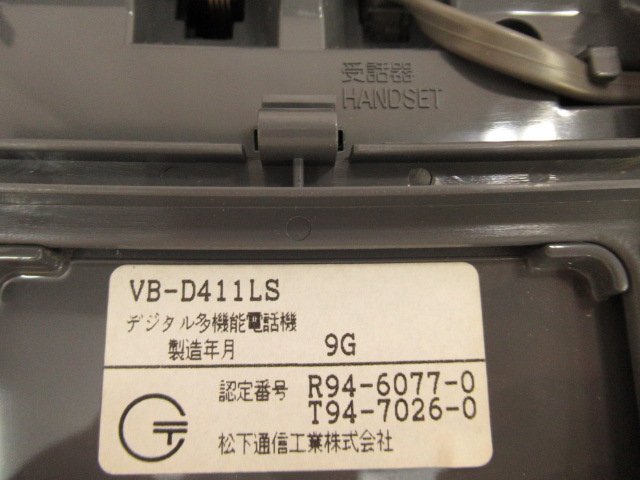 受話器
HANDSET
VB-D411LS
デジタル多機能電話機
製造年月 9G
認定番号 R94-6077-0
T94-7026-0
松下通信工業株式会社